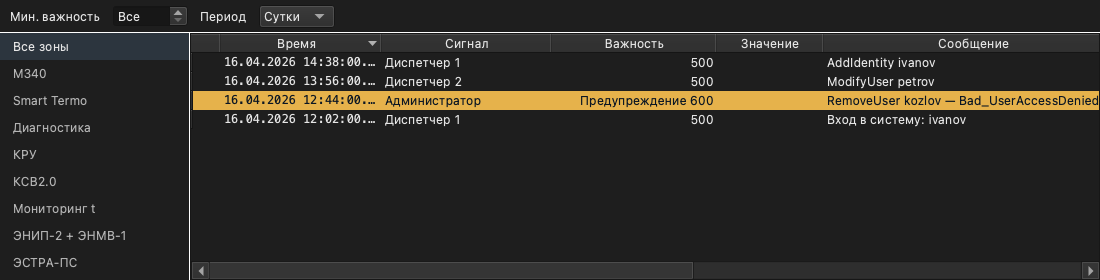 Мин. важность Все Период Сутки
Все зоны
M340
Smart Termo
Диагностика
КРУ
КСВ2.0
Мониторинг t
ЭНИП-2 + ЭНМВ-1
ЭСТРА-ПС
Время Сигнал Важность Значение Сообщение
16.04.2026 14:38:00.… Диспетчер 1 500 AddIdentity ivanov
16.04.2026 13:56:00.… Диспетчер 2 500 ModifyUser petrov
16.04.2026 12:44:00.… Администратор Предупреждение 600 RemoveUser kozlov — Bad_UserAccessDenied
16.04.2026 12:02:00.… Диспетчер 1 500 Вход в систему: ivanov